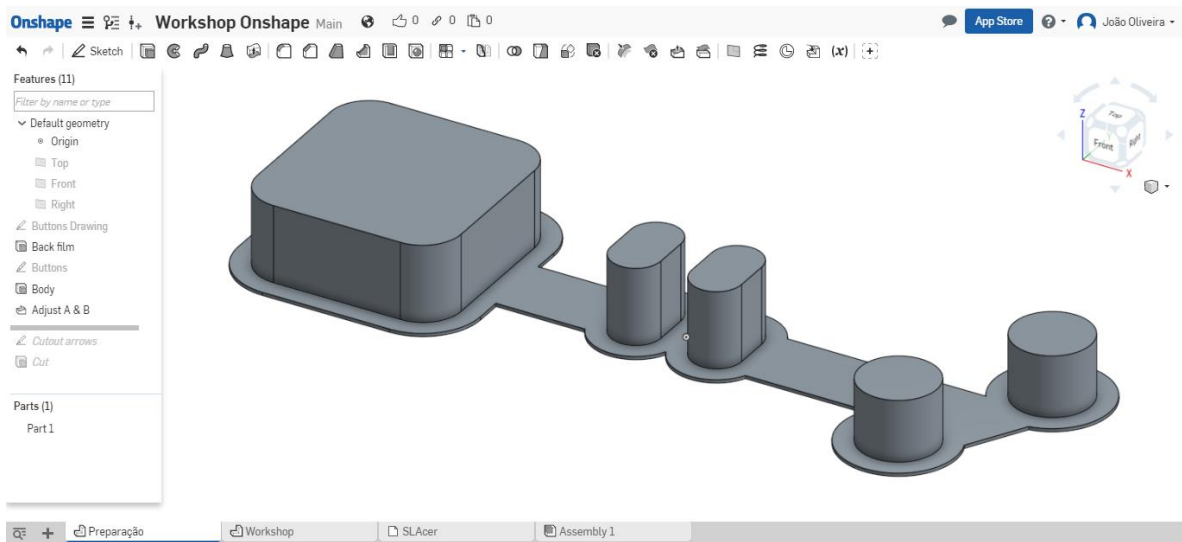 Onshape Workshop Onshape Main 0 0 0 App Store João Oliveira
Sketch (x)
Features (11)
Filter by name or type
Default geometry
Origin
Top
Front
Right
Buttons Drawing
Back film
Buttons
Body
Adjust A & B
Cutout arrows
Cut
Parts (1)
Part 1
Z
Top
Y
Front Right
X
Preparação Workshop SLAcer Assembly 1